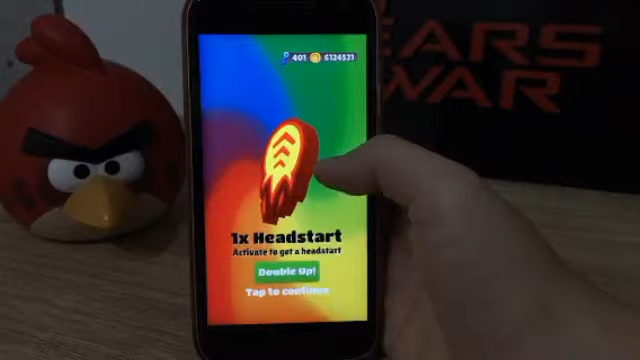 EARS
WAR
401 6124521
1x Headstart
Activate to get a headstart
Double Up!
Tap to continue